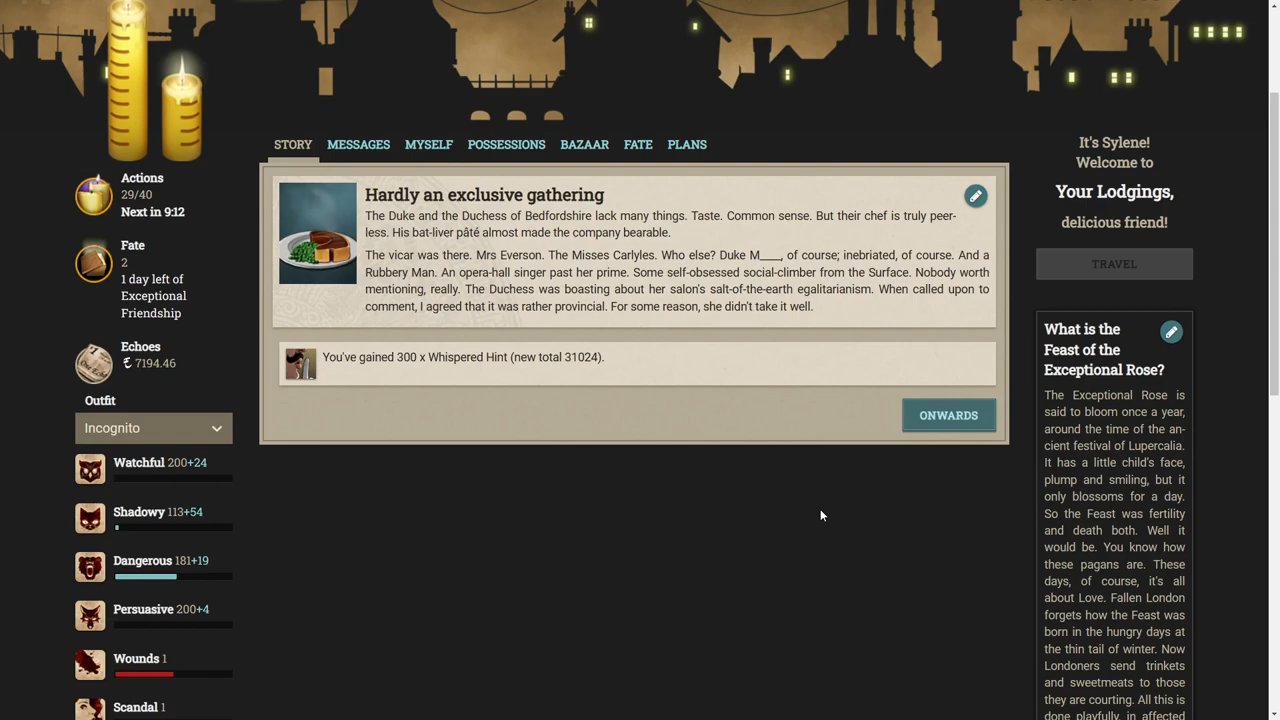 STORY MESSAGES MYSELF POSSESSIONS BAZAAR FATE PLANS
Actions
29/40
Next in 9:12
Fate
2
1 day left of
Exceptional
Friendship
Echoes
7194.46
Outfit
Incognito
Watchful 200+24
Shadowy 113+54
Dangerous 181+19
Persuasive 200+4
Wounds 1
Scandal 1
Hardly an exclusive gathering
The Duke and the Duchess of Bedfordshire lack many things. Taste. Common sense. But their chef is truly peer-
less. His bat-liver pâté almost made the company bearable.
The vicar was there. Mrs Everson. The Misses Carlyles. Who else? Duke M____, of course; inebriated, of course. And a
Rubbery Man. An opera-hall singer past her prime. Some self-obsessed social-climber from the Surface. Nobody worth
mentioning, really. The Duchess was boasting about her salon's salt-of-the-earth egalitarianism. When called upon to
comment, I agreed that it was rather provincial. For some reason, she didn't take it well.
You've gained 300 x Whispered Hint (new total 31024).
ONWARDS
It's Sylene!
Welcome to
Your Lodgings,
delicious friend!
TRAVEL
What is the
Feast of the
Exceptional Rose?
The Exceptional Rose is
said to bloom once a year,
around the time of the an-
cient festival of Lupercalia.
It has a little child's face,
plump and smiling, but it
only blossoms for a day.
So the Feast was fertility
and death both. Well it
would be. You know how
these pagans are. These
days, of course, it's all
about Love. Fallen London
forgets how the Feast was
born in the hungry days at
the thin tail of winter. Now
Londoners send trinkets
and sweetmeats to those
they are courting. All this is
done playfully, in affected